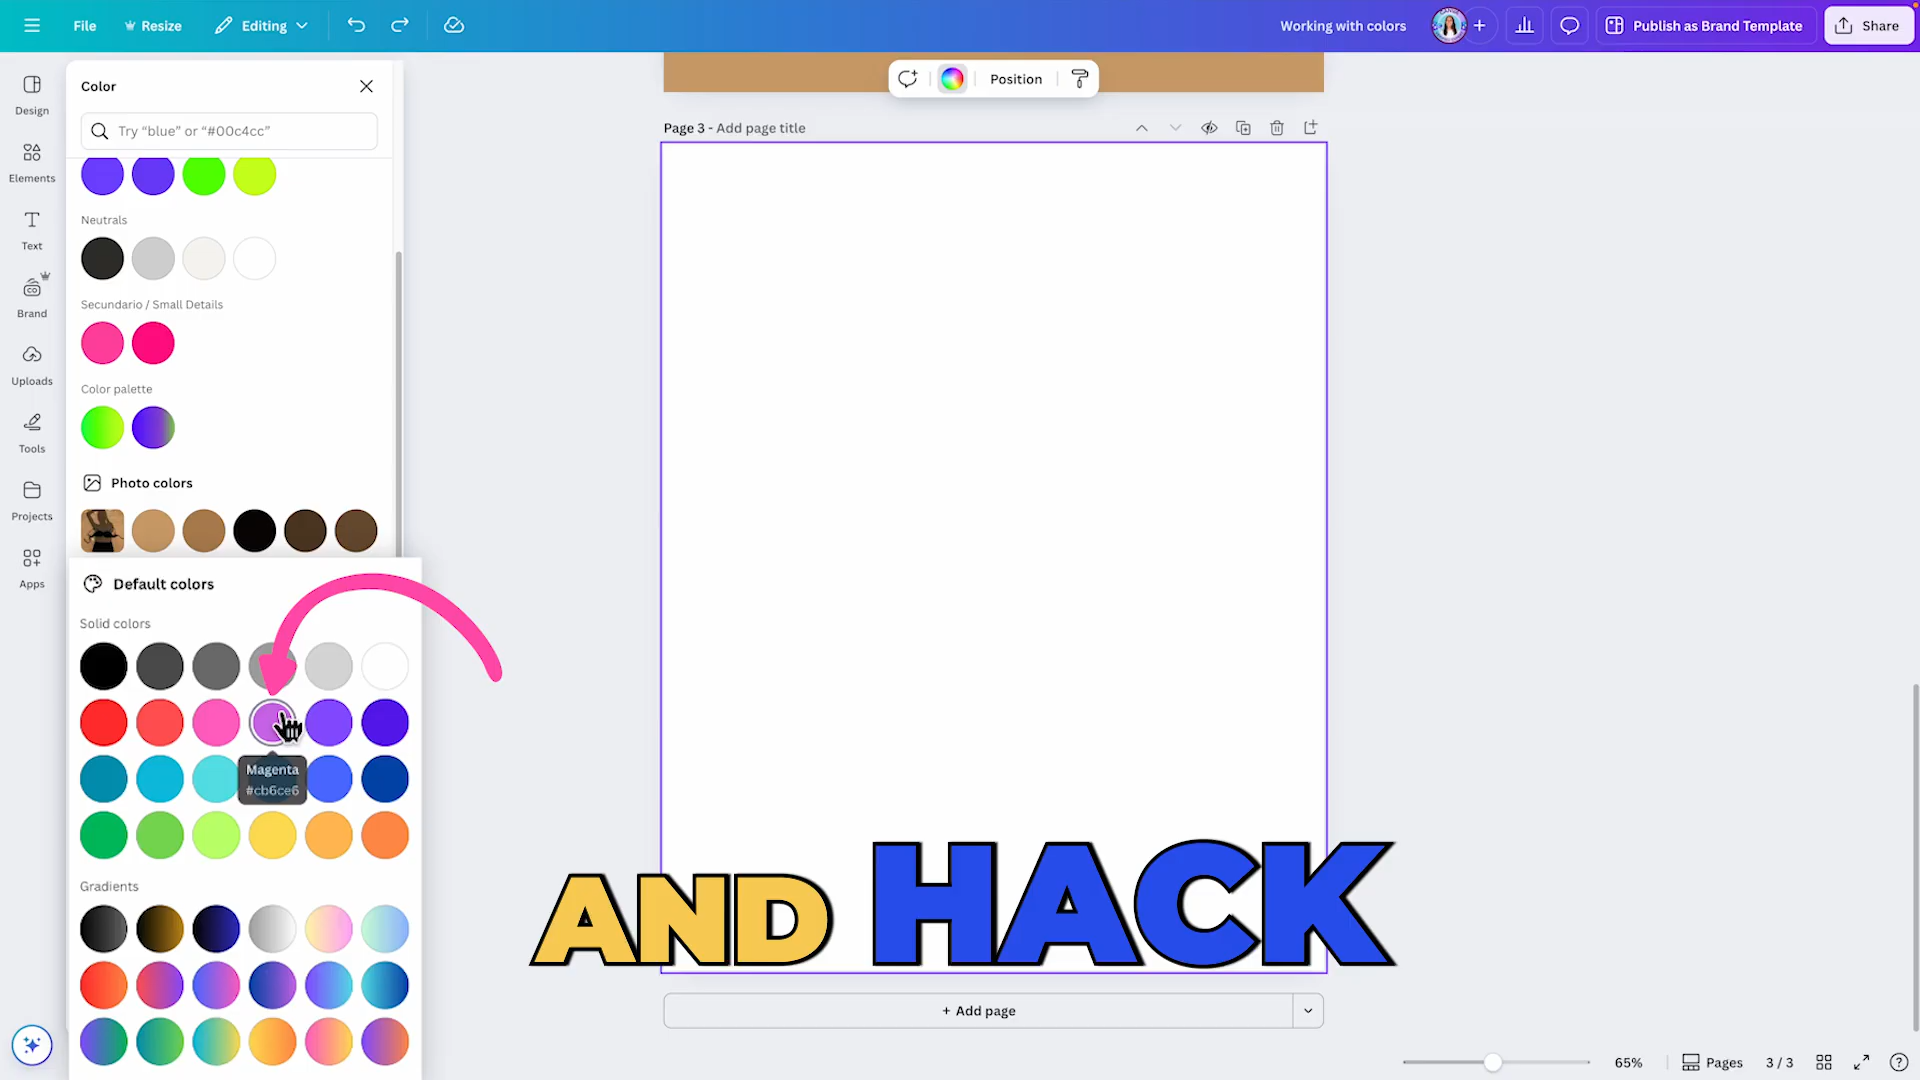 File
Resize
Editing
Working with colors
Publish as Brand Template
Share
Design
Elements
Text
Brand
Uploads
Tools
Projects
Apps
Color
Try “blue” or “#00c4cc”
Neutrals
Secundario / Small Details
Color palette
Photo colors
Default colors
Solid colors
Magenta
#cb6ce6
Gradients
Position
Page 3 - Add page title
AND HACK
+ Add page
65%
Pages
3 / 3